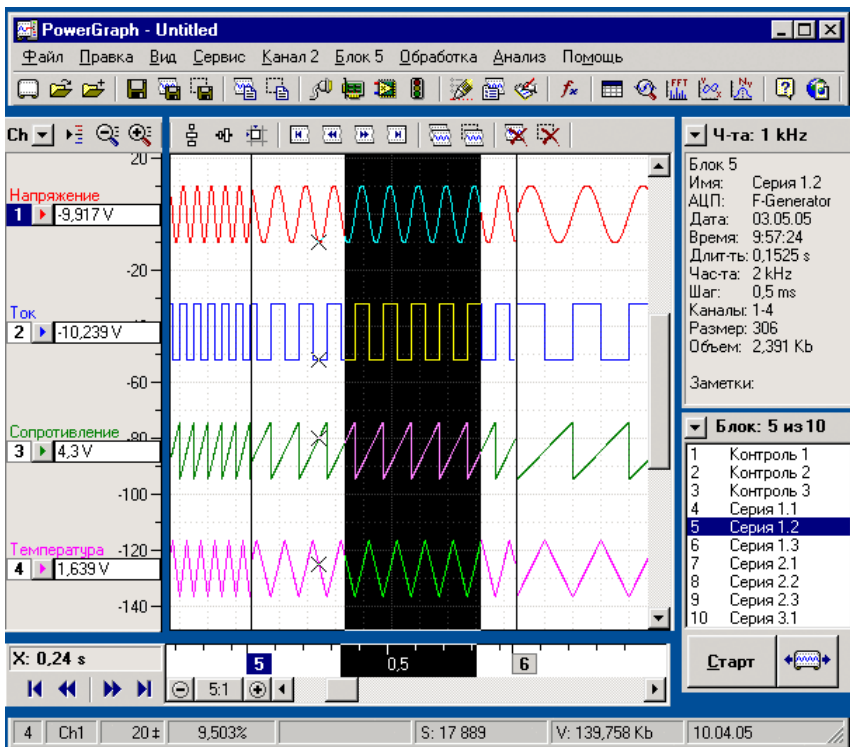 PowerGraph - Untitled
Файл Правка Вид Сервис Канал 2 Блок 5 Обработка Анализ Помощь
Ch
Ч-та: 1 kHz
20
Напряжение
1 -9,917 V
-20
Ток
2 -10,239 V
-60
Сопротивление -80
3 4,3 V
-100
Температура -120
4 1,639 V
-140
Блок 5
Имя: Серия 1.2
АЦП: F-Generator
Дата: 03.05.05
Время: 9:57:24
Длит-ть: 0,1525 s
Час-та: 2 kHz
Шаг: 0,5 ms
Каналы: 1-4
Размер: 306
Объем: 2,391 Kb
Заметки:
Блок: 5 из 10
1 Контроль 1
2 Контроль 2
3 Контроль 3
4 Серия 1.1
5 Серия 1.2
6 Серия 1.3
7 Серия 2.1
8 Серия 2.2
9 Серия 2.3
10 Серия 3.1
X: 0,24 s
5 0,5 6
5:1
Старт
4 Ch1 20 ± 9,503% S: 17 889 V: 139,758 Kb 10.04.05